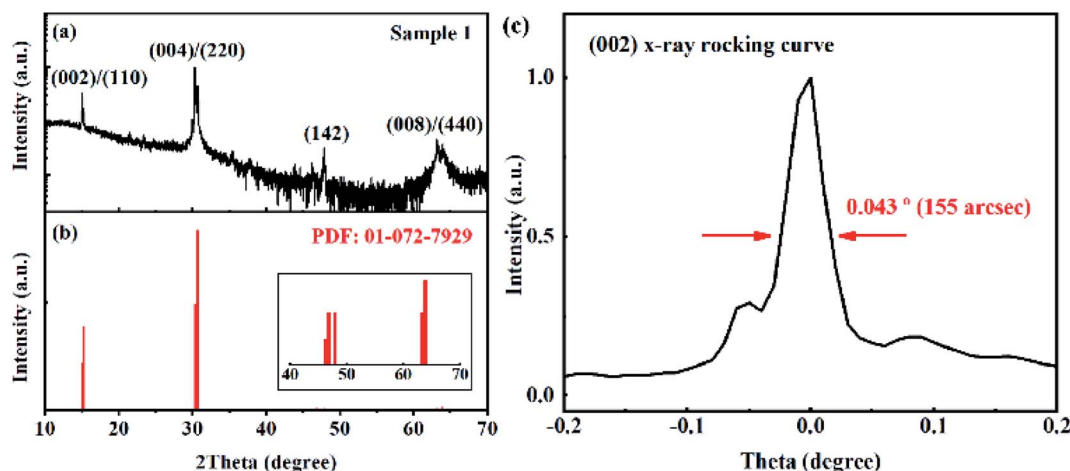 (a)
Sample 1
(002)/(110)
(004)/(220)
(142)
(008)/(440)
Intensity (a.u.)
(b)
PDF: 01-072-7929
40 50 60 70
Intensity (a.u.)
10 20 30 40 50 60 70
2Theta (degree)
(c)
(002) x-ray rocking curve
1.0
0.5
0.0
0.043 ° (155 arcsec)
Intensity (a.u.)
-0.2 -0.1 0.0 0.1 0.2
Theta (degree)